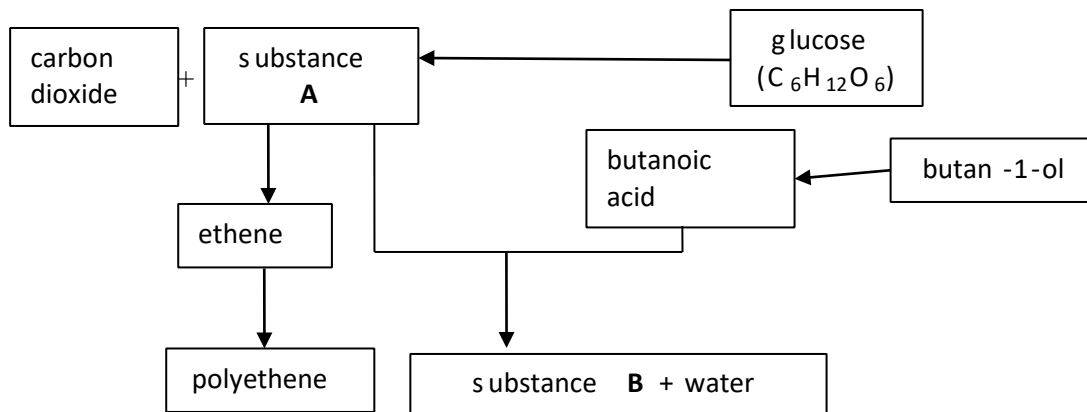 carbon
dioxide
+
substance
A
glucose
(C6H12O6)
butanoic
acid
butan -1-ol
ethene
polyethene
substance B + water